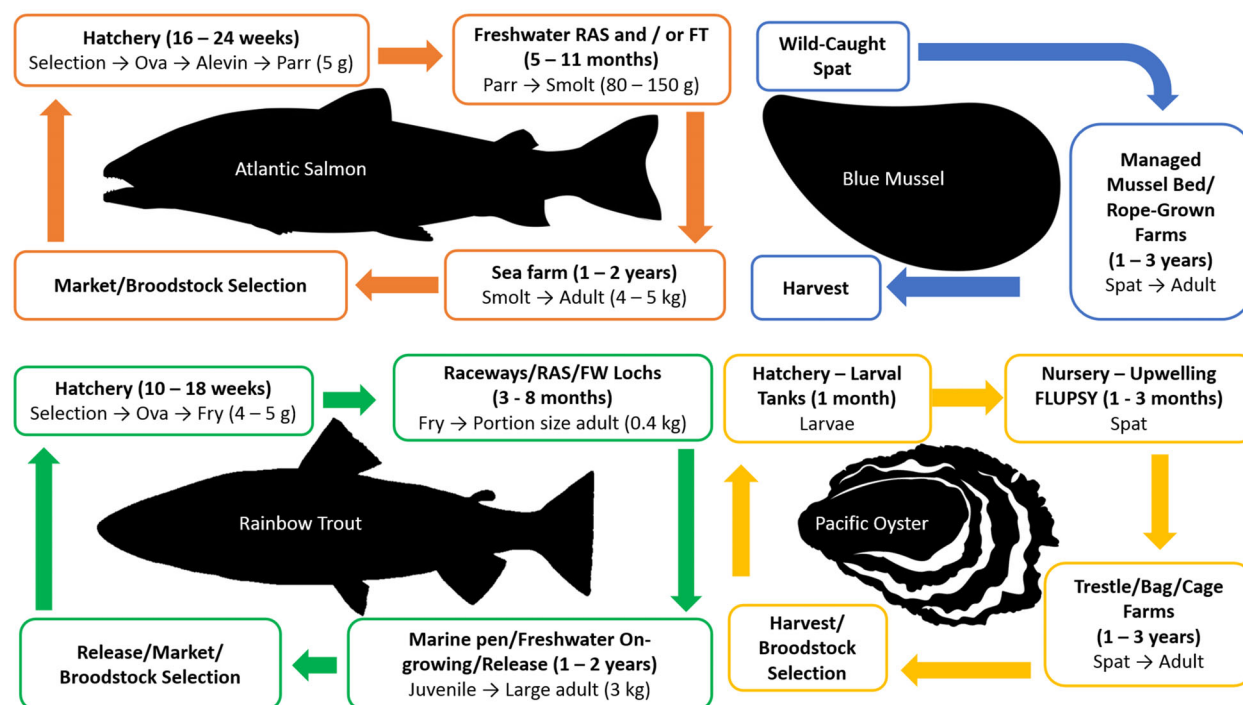 Hatchery (16 – 24 weeks)
Selection → Ova → Alevin → Parr (5 g)
Freshwater RAS and / or FT
(5 – 11 months)
Parr → Smolt (80 – 150 g)
Atlantic Salmon
Sea farm (1 – 2 years)
Smolt → Adult (4 – 5 kg)
Market/Broodstock Selection
Wild-Caught
Spat
Blue Mussel
Managed
Mussel Bed/
Rope-Grown
Farms
(1 – 3 years)
Spat → Adult
Harvest
Hatchery (10 – 18 weeks)
Selection → Ova → Fry (4 – 5 g)
Raceways/RAS/FW Lochs
(3 - 8 months)
Fry → Portion size adult (0.4 kg)
Rainbow Trout
Marine pen/Freshwater On-
growing/Release (1 – 2 years)
Juvenile → Large adult (3 kg)
Release/Market/
Broodstock Selection
Hatchery – Larval
Tanks (1 month)
Larvae
Nursery – Upwelling
FLUPSY (1 - 3 months)
Spat
Pacific Oyster
Trestle/Bag/Cage
Farms
(1 – 3 years)
Spat → Adult
Harvest/
Broodstock
Selection